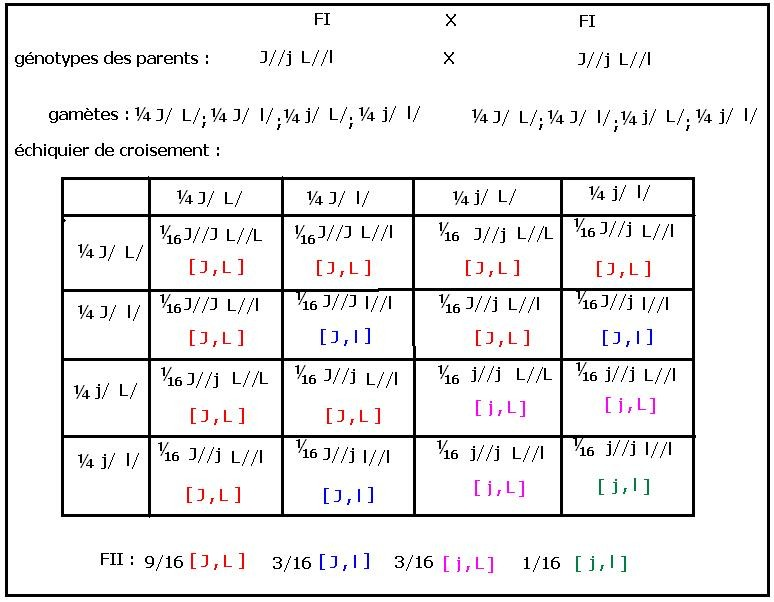 FI X FI
génotypes des parents : J//j L//l X J//j L//l
gamètes : ¼ J/ L/; ¼ J/ l/ ; ¼ j/ L/; ¼ j/ l/ ¼ J/ L/; ¼ J/ l/ ; ¼ j/ L/; ¼ j/ l/
échiquier de croisement :
¼ J/ L/ ¼ J/ l/ ¼ j/ L/ ¼ j/ l/
¼ J/ L/ 1/16 J//J L//L 1/16 J//J L//l 1/16 J//j L//L 1/16 J//j L//l
[J,L] [J,L] [J,L] [J,L]
¼ J/ l/ 1/16 J//J L//l 1/16 J//J l//l 1/16 J//j L//l 1/16 J//j l//l
[J,L] [J,l] [J,L] [J,l]
¼ j/ L/ 1/16 J//j L//L 1/16 J//j L//l 1/16 j//j L//L 1/16 j//j L//l
[J,L] [J,L] [j,L] [j,L]
¼ j/ l/ 1/16 J//j L//l 1/16 J//j l//l 1/16 j//j L//l 1/16 j//j l//l
[J,L] [J,l] [j,L] [j,l]
FII : 9/16 [J,L] 3/16 [J,l] 3/16 [j,L] 1/16 [j,l]